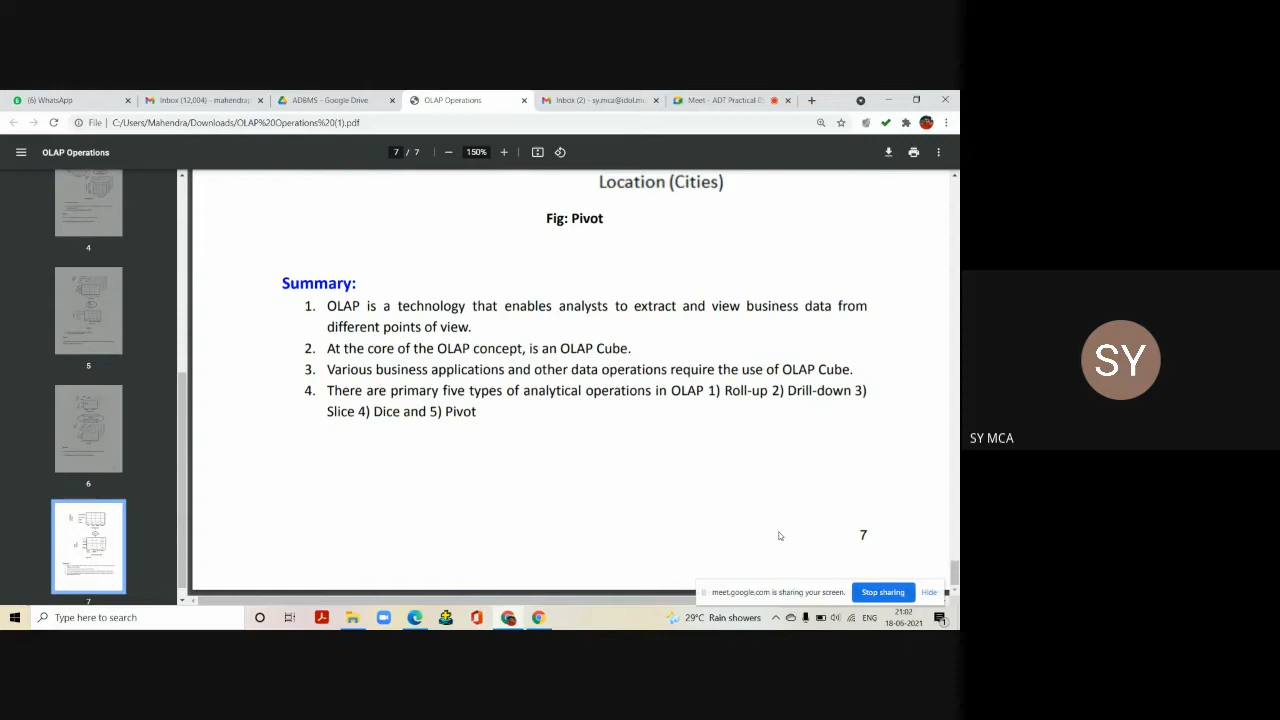 (6) WhatsApp
Inbox (12,004) - mahendra
ADBMS - Google Drive
OLAP Operations
Inbox (2) - sy.mca@idol.m
Meet - ADT Practical
File
C:/Users/Mahendra/Downloads/OLAP%20Operations%20(1).pdf
OLAP Operations
7 / 7
150%
Location (Cities)
Fig: Pivot
4
Summary:
1. OLAP is a technology that enables analysts to extract and view business data from
different points of view.
2. At the core of the OLAP concept, is an OLAP Cube.
3. Various business applications and other data operations require the use of OLAP Cube.
4. There are primary five types of analytical operations in OLAP 1) Roll-up 2) Drill-down 3)
Slice 4) Dice and 5) Pivot
5
6
7
7
SY
SY MCA
meet.google.com is sharing your screen.
Stop sharing
Hide
Type here to search
29°C Rain showers
ENG
21:02
18-06-2021